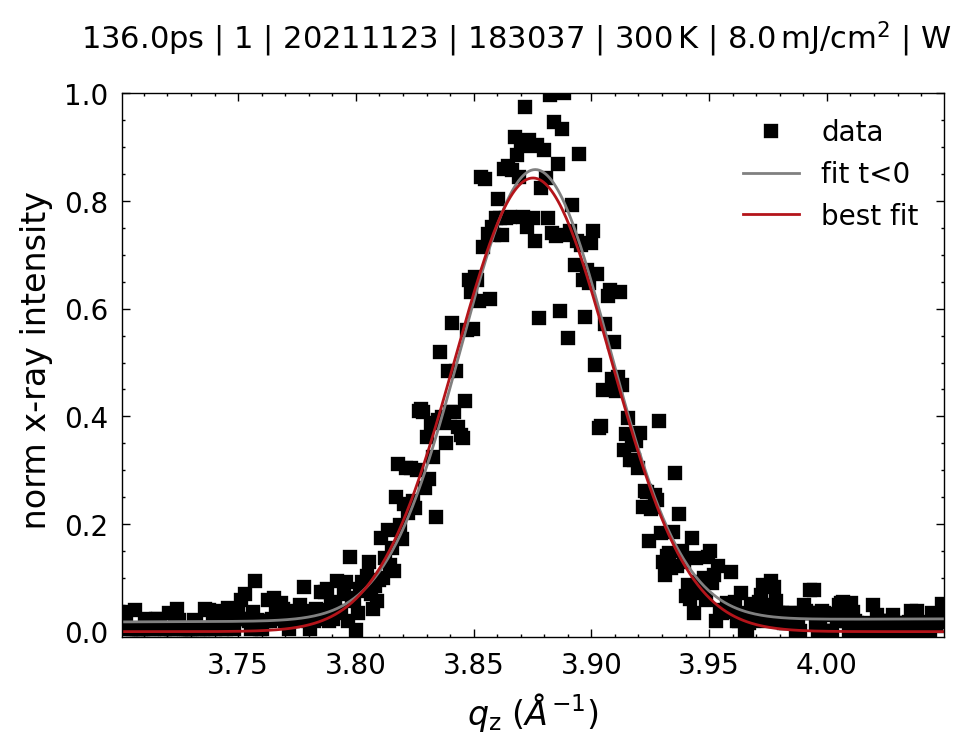 136.0ps | 1 | 20211123 | 183037 | 300 K | 8.0 mJ/cm² | W
1.0
0.8
0.6
0.4
0.2
0.0
norm x-ray intensity
data
fit t<0
best fit
3.75 3.80 3.85 3.90 3.95 4.00
q_z (Å⁻¹)